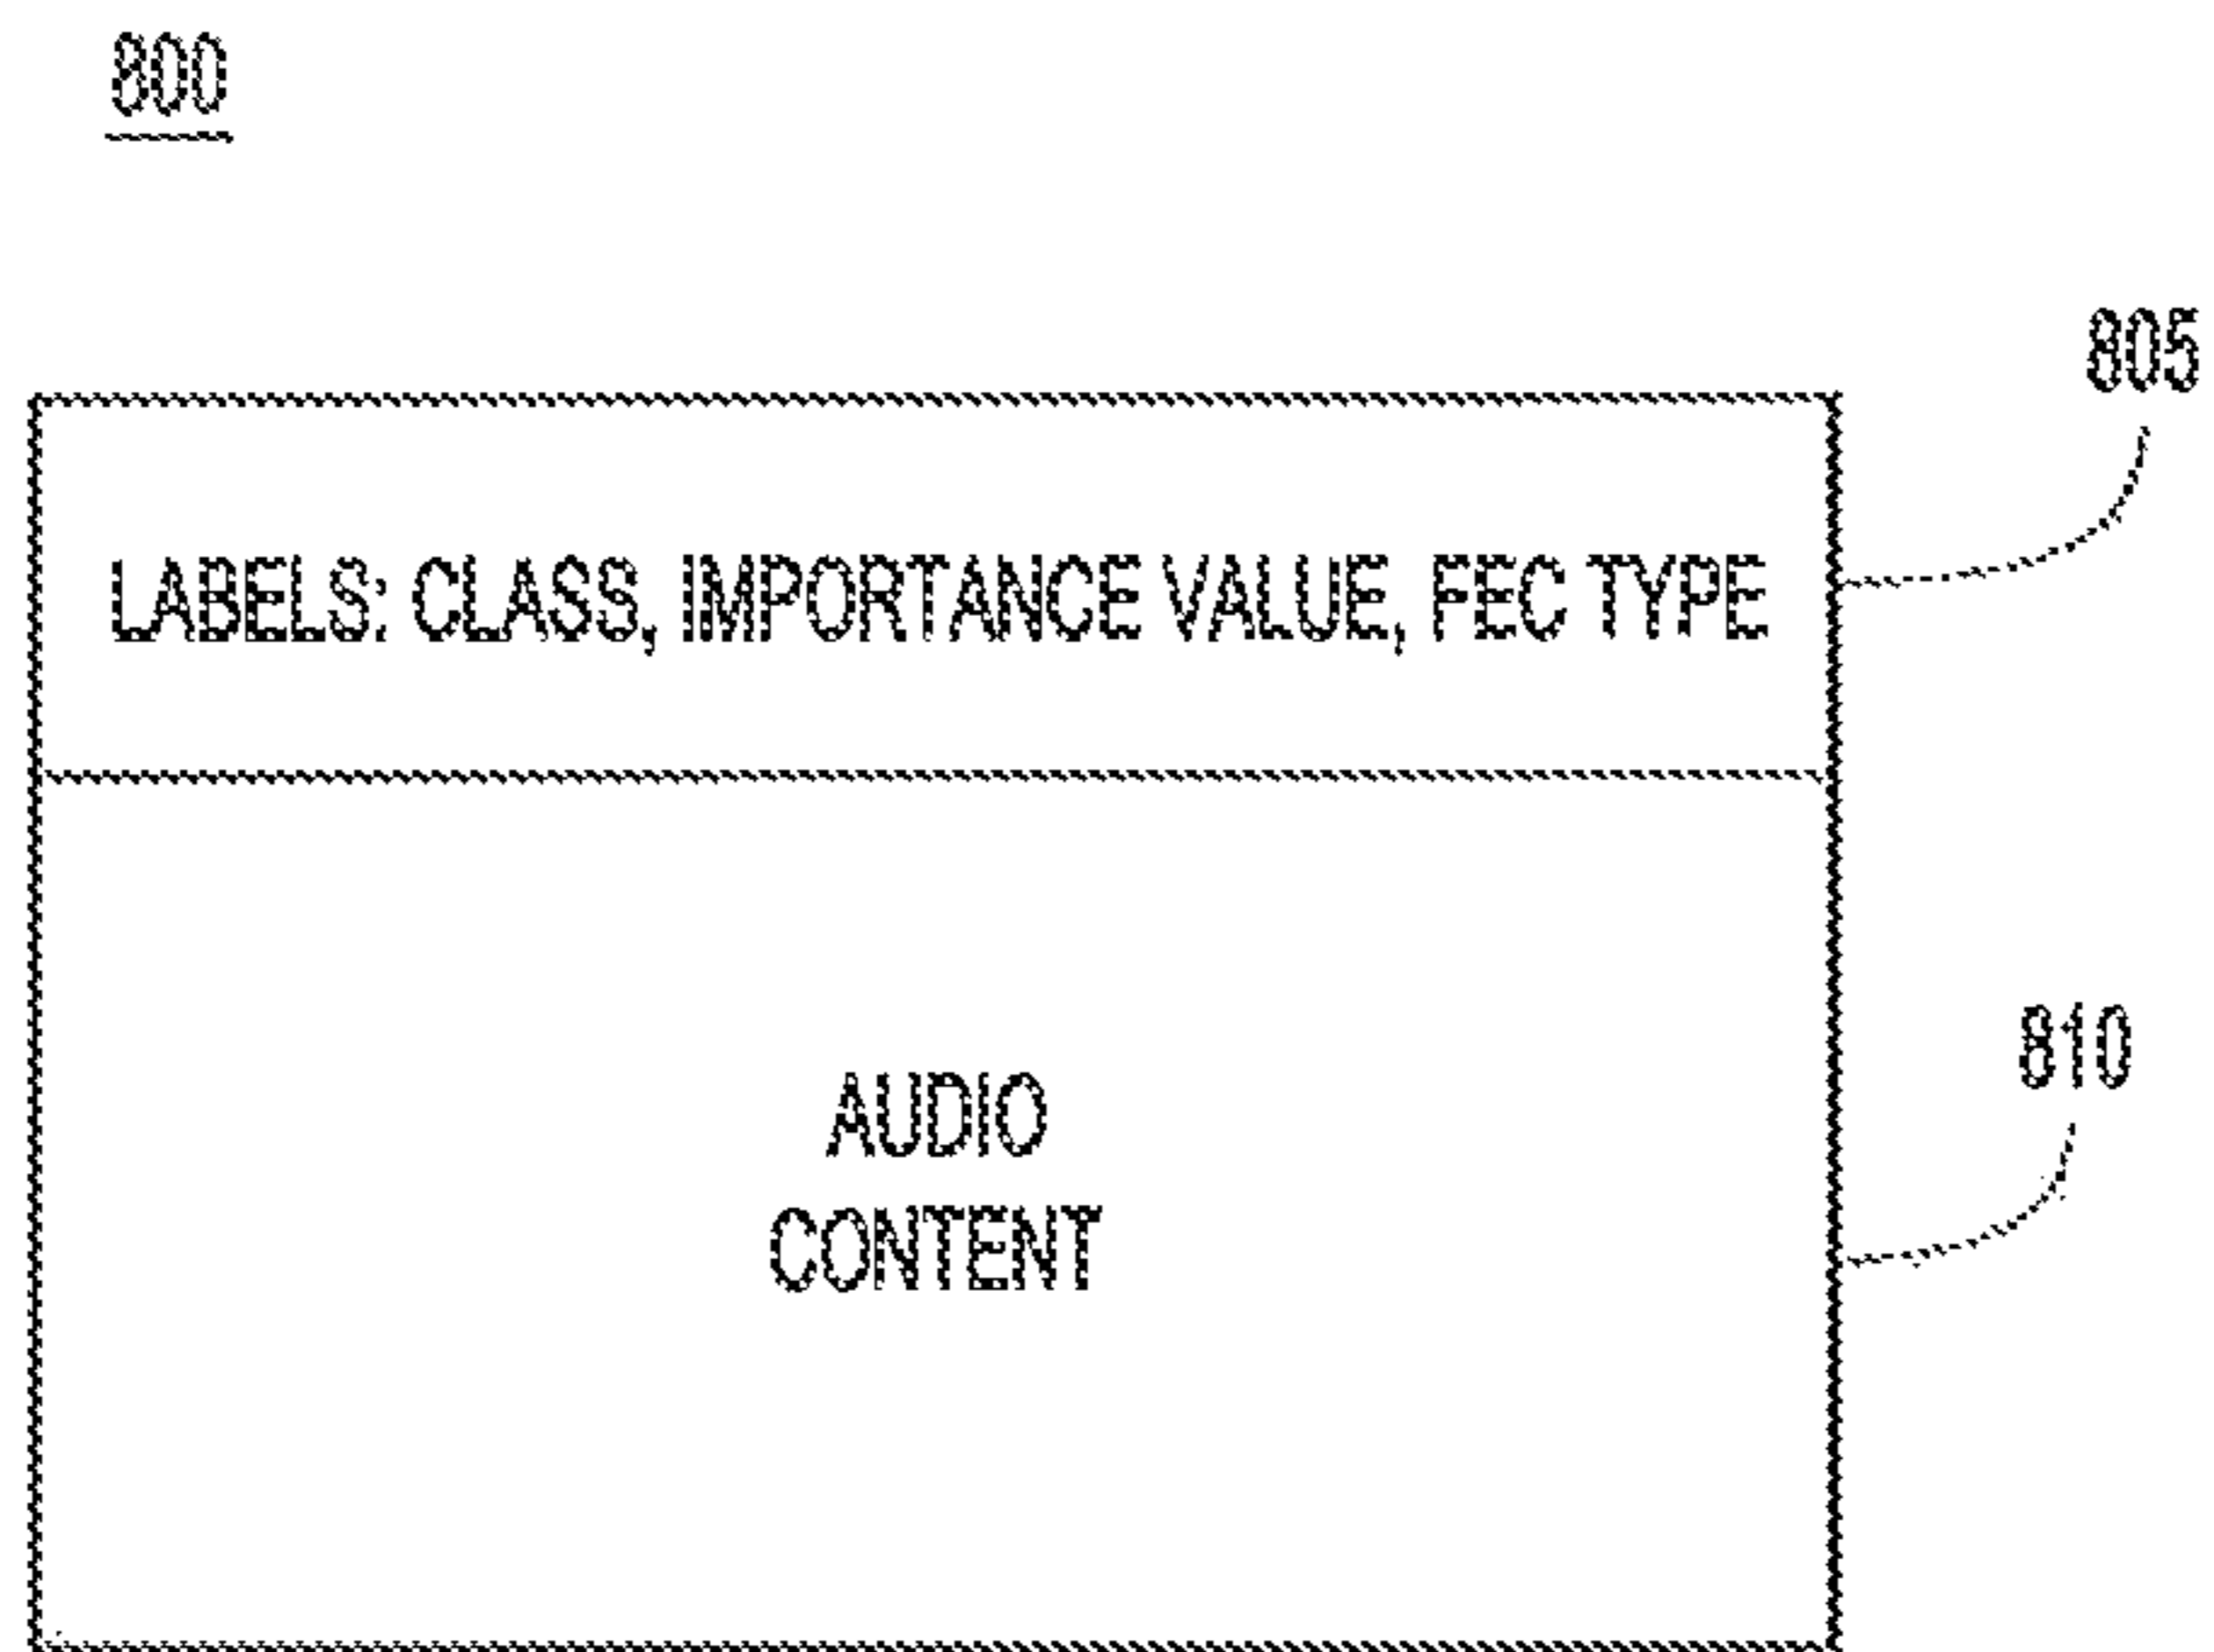 800
805
LABELS: CLASS, IMPORTANCE VALUE, FEC TYPE
810
AUDIO
CONTENT